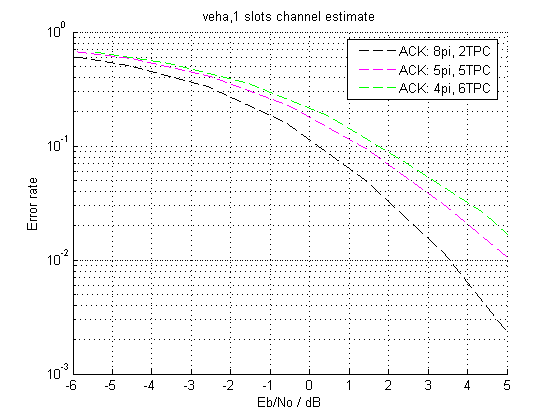 veha,1 slots channel estimate
10^0
ACK: 8pi, 2TPC
ACK: 5pi, 5TPC
ACK: 4pi, 6TPC
10^-1
Error rate
10^-2
10^-3
-6 -5 -4 -3 -2 -1 0 1 2 3 4 5
Eb/No / dB